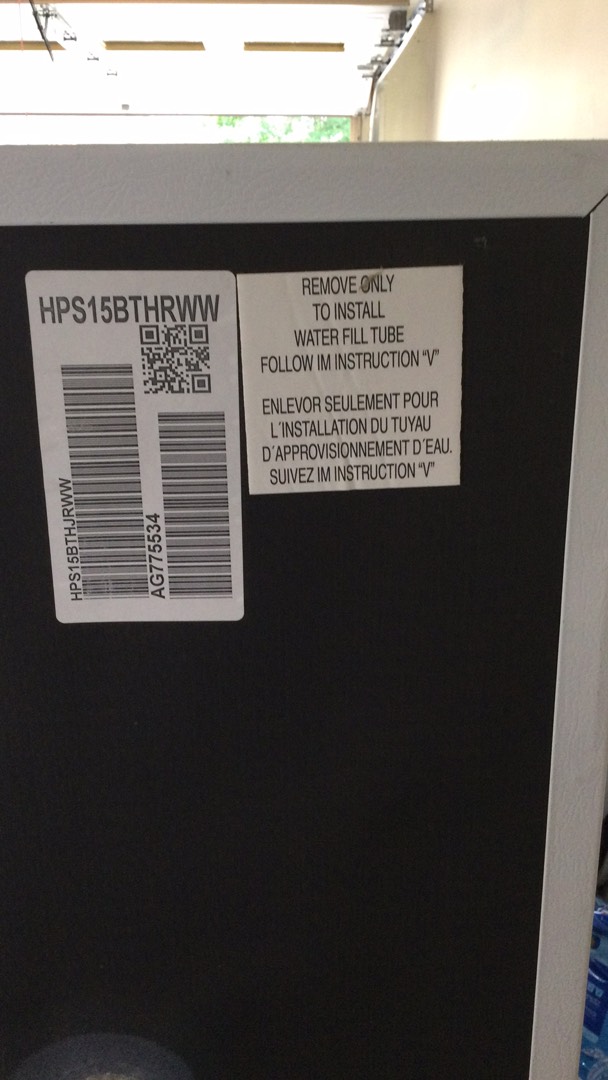 HPS15BTHRWW
HPS15BTHJRWW
AG775534
REMOVE ONLY
TO INSTALL
WATER FILL TUBE
FOLLOW IM INSTRUCTION “V”
ENLEVOR SEULEMENT POUR
L´INSTALLATION DU TUYAU
D´APPROVISIONNEMENT D´EAU.
SUIVEZ IM INSTRUCTION “V”